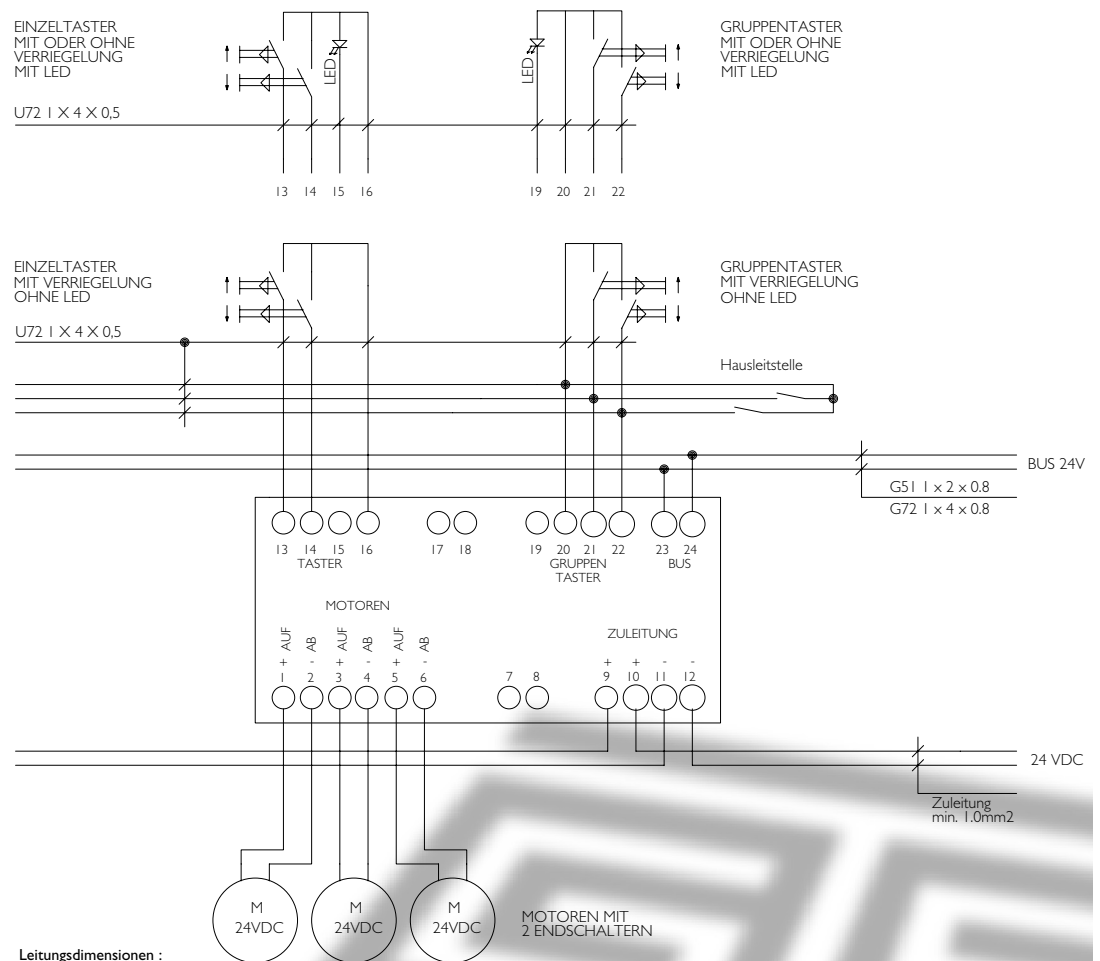 EINZELTASTER
MIT ODER OHNE
VERRIEGELUNG
MIT LED
LED
LED
GRUPPENTASTER
MIT ODER OHNE
VERRIEGELUNG
MIT LED
U72 1 X 4 X 0,5
13 14 15 16
19 20 21 22
EINZELTASTER
MIT VERRIEGELUNG
OHNE LED
GRUPPENTASTER
MIT VERRIEGELUNG
OHNE LED
U72 1 X 4 X 0,5
Hausleitstelle
BUS 24V
G51 1 x 2 x 0.8
G72 1 x 4 x 0.8
13 14 15 16 17 18 19 20 21 22 23 24
TASTER
GRUPPEN
TASTER
BUS
MOTOREN
ZULEITUNG
AUF AB AUF AB AUF AB
+ - + - + - + + - -
1 2 3 4 5 6 7 8 9 10 11 12
24 VDC
Zuleitung
min. 1.0mm2
M
24VDC
M
24VDC
M
24VDC
MOTOREN MIT
2 ENDSCHALTERN
Leitungsdimensionen :